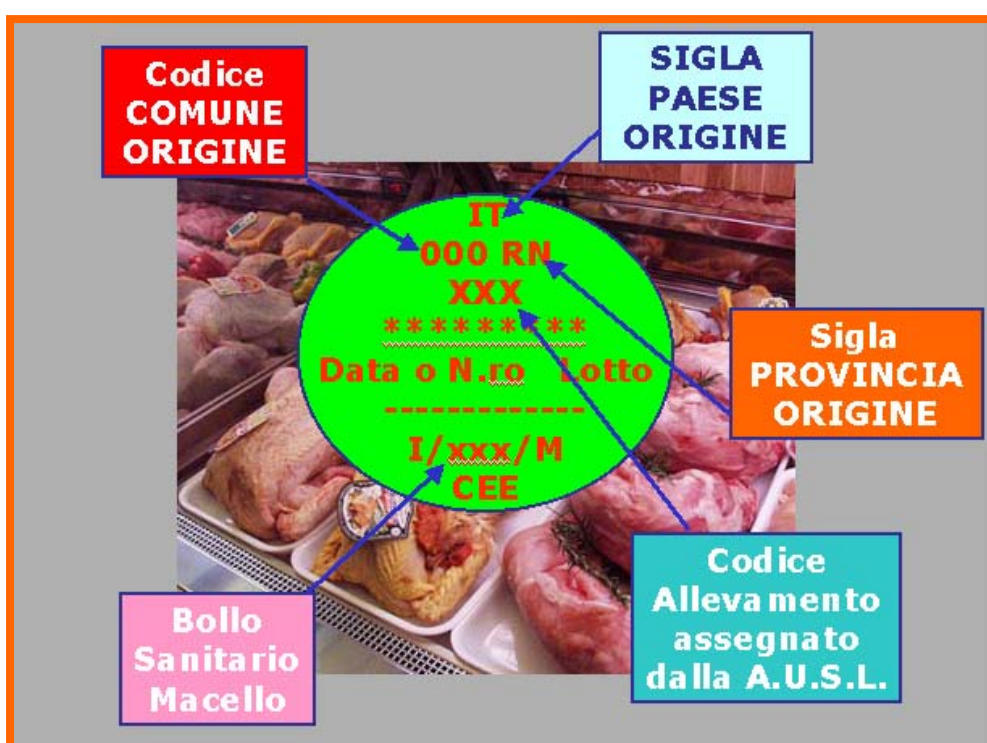 Codice
COMUNE
ORIGINE
SIGLA
PAESE
ORIGINE
IT
000 RN
XXX
*********
Data o N.ro Lotto
-------------
I/xxx/M
CEE
Sigla
PROVINCIA
ORIGINE
Bollo
Sanitario
Macello
Codice
Allevamento
assegnato
dalla A.U.S.L.